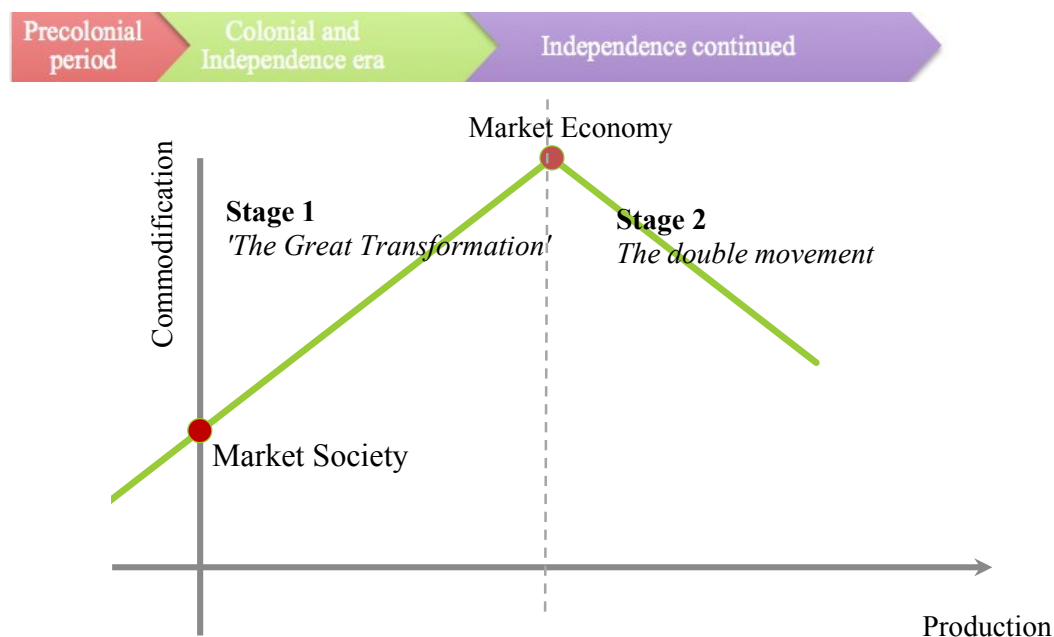 Precolonial
period
Colonial and
Independence era
Independence continued
Market Economy
Commodification
Stage 1
'The Great Transformation'
Stage 2
The double movement
Market Society
Production